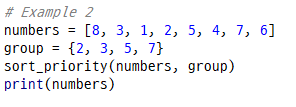 # Example 2
numbers = [8, 3, 1, 2, 5, 4, 7, 6]
group = {2, 3, 5, 7}
sort_priority(numbers, group)
print(numbers)